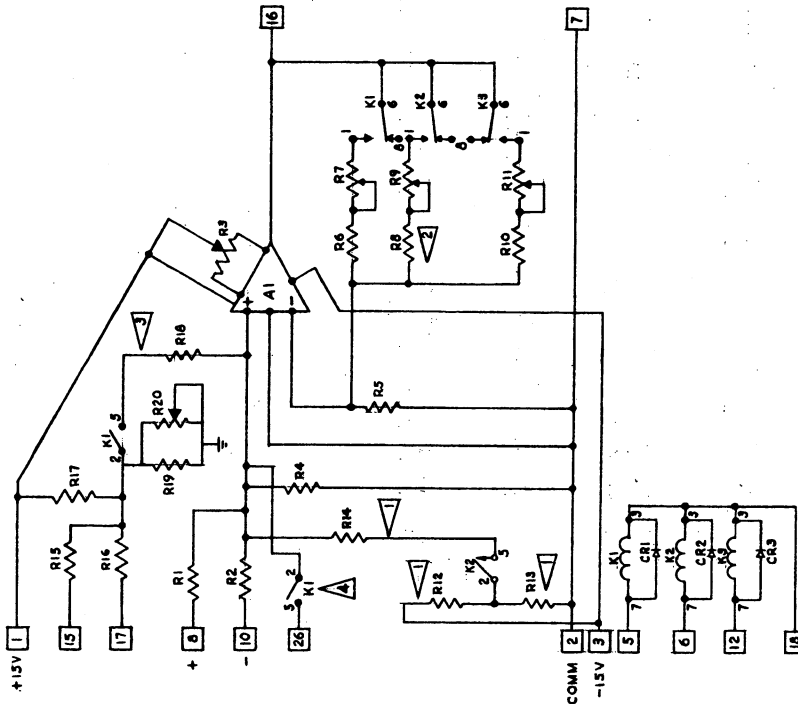 16
7
K1
6
K2
6
K3
6
1
8
1
8
1
R7
R9
R11
R6
R8
2
R10
R3
A1
+
-
3
R18
K1
2
5
R20
R19
R5
R17
R15
R16
R4
R14
1
R1
R2
5
2
K1
4
K2
2
5
1
R12
R13
1
1
+15V
15
17
8
+
10
-
26
2
COMM
3
-15V
5
6
12
18
K1
7
3
CR1
K2
7
3
CR2
K3
7
3
CR3